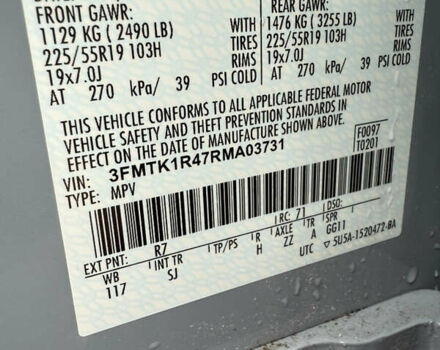 FRONT GAWR:
REAR GAWR:
1129 KG ( 2490 LB)
WITH
1476 KG ( 3255 LB)
WITH
225/55R19 103H
TIRES
225/55R19 103H
TIRES
19x7.0J
RIMS
19x7.0J
RIMS
AT 270 kPa/ 39 PSI COLD
AT 270 kPa/ 39 PSI COLD
THIS VEHICLE CONFORMS TO ALL APPLICABLE FEDERAL MOTOR
VEHICLE SAFETY AND THEFT PREVENTION STANDARDS IN
EFFECT ON THE DATE OF MANUFACTURE SHOWN ABOVE.
VIN: 3FMTK1R47RMA03731
F0097
TYPE: MPV
T0201
EXT PNT: R7
RC: 71
DSO:
WB
INT TR
TP/PS
R
AXLE
TR
SPR
117
SJ
H
ZZ
A
GG11
UTC
5U5A-1520472-BA